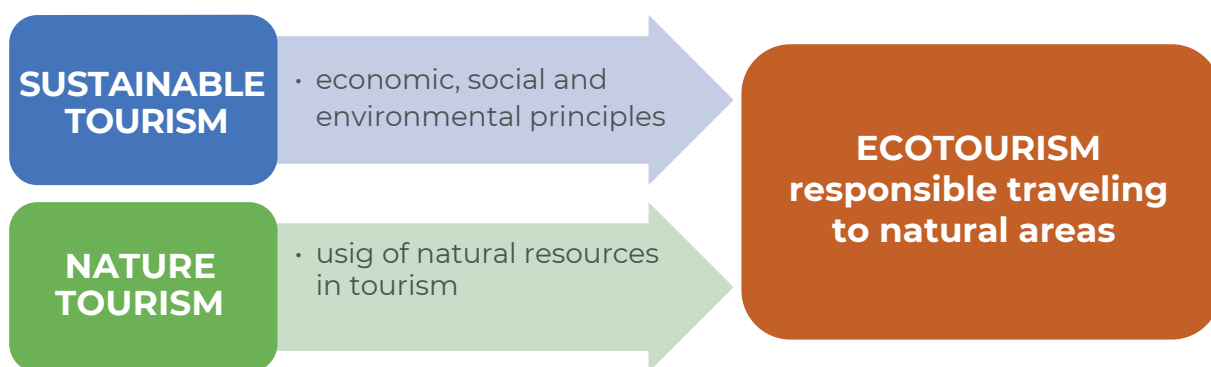 SUSTAINABLE
TOURISM
• economic, social and
environmental principles
NATURE
TOURISM
• usig of natural resources
in tourism
ECOTOURISM
responsible traveling
to natural areas